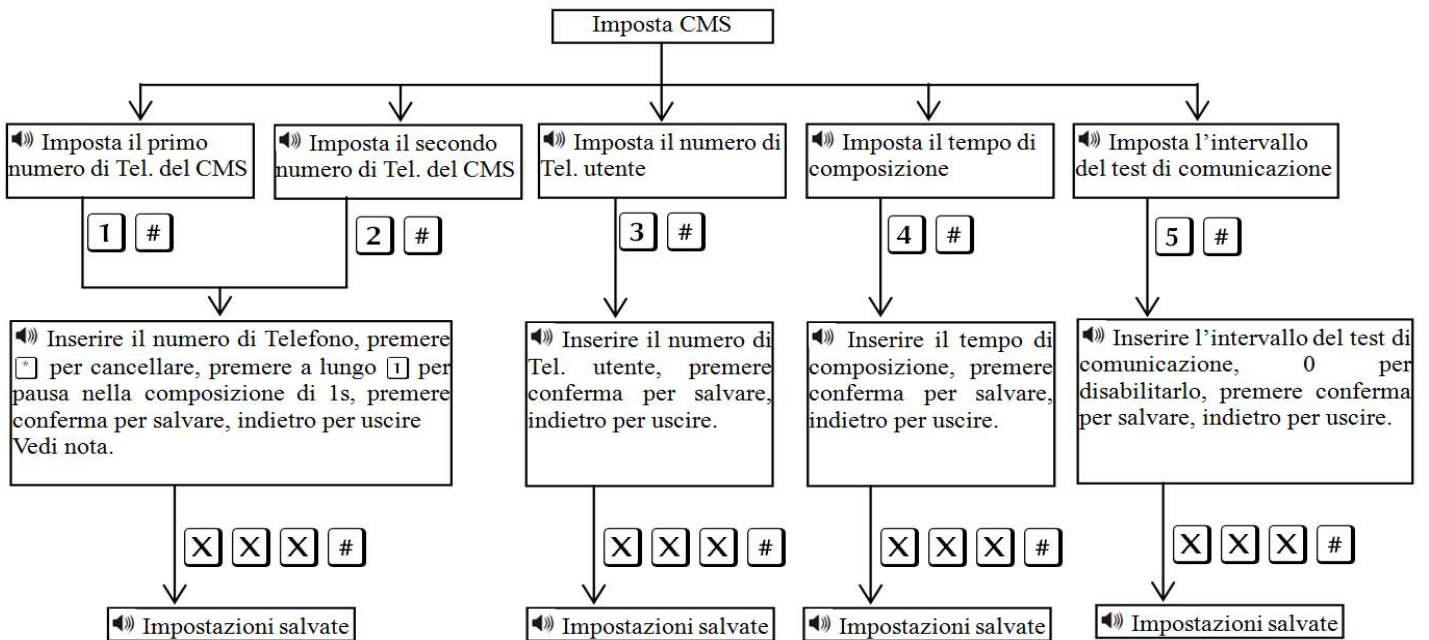 Imposta CMS
Imposta il primo
numero di Tel. del CMS
Imposta il secondo
numero di Tel. del CMS
Imposta il numero di
Tel. utente
Imposta il tempo di
composizione
Imposta l'intervallo
del test di comunicazione
1 #
2 #
3 #
4 #
5 #
Inserire il numero di Telefono, premere
* per cancellare, premere a lungo 1 per
pausa nella composizione di 1s, premere
conferma per salvare, indietro per uscire
Vedi nota.
Inserire il numero di
Tel. utente, premere
conferma per salvare,
indietro per uscire.
Inserire il tempo di
composizione, premere
conferma per salvare,
indietro per uscire.
Inserire l'intervallo del test di
comunicazione, 0 per
disabilitarlo, premere conferma
per salvare, indietro per uscire.
X X X #
X X X #
X X X #
X X X #
Impostazioni salvate
Impostazioni salvate
Impostazioni salvate
Impostazioni salvate